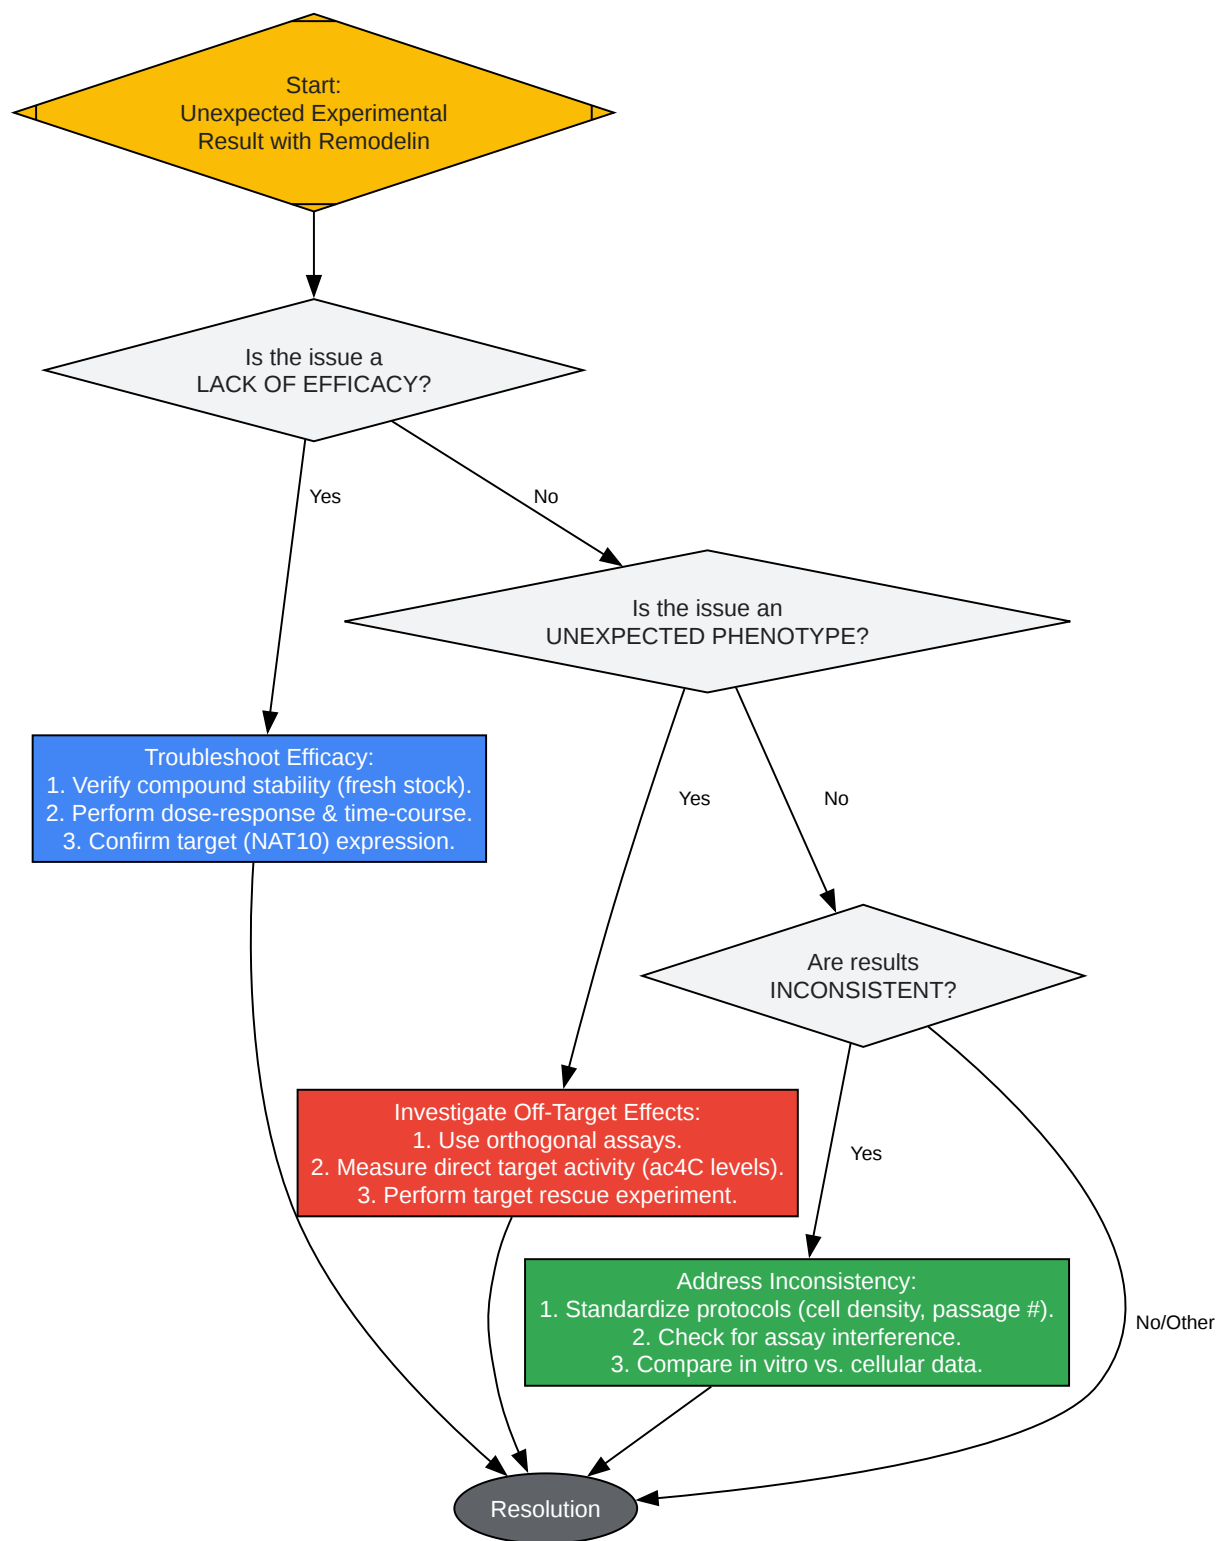 Start:
Unexpected Experimental
Result with Remodelin
Is the issue a
LACK OF EFFICACY?
Yes
No
Is the issue an
UNEXPECTED PHENOTYPE?
Troubleshoot Efficacy:
1. Verify compound stability (fresh stock).
2. Perform dose-response & time-course.
3. Confirm target (NAT10) expression.
Yes
No
Are results
INCONSISTENT?
Investigate Off-Target Effects:
1. Use orthogonal assays.
2. Measure direct target activity (ac4C levels).
3. Perform target rescue experiment.
Yes
Address Inconsistency:
1. Standardize protocols (cell density, passage #).
2. Check for assay interference.
3. Compare in vitro vs. cellular data.
No/Other
Resolution